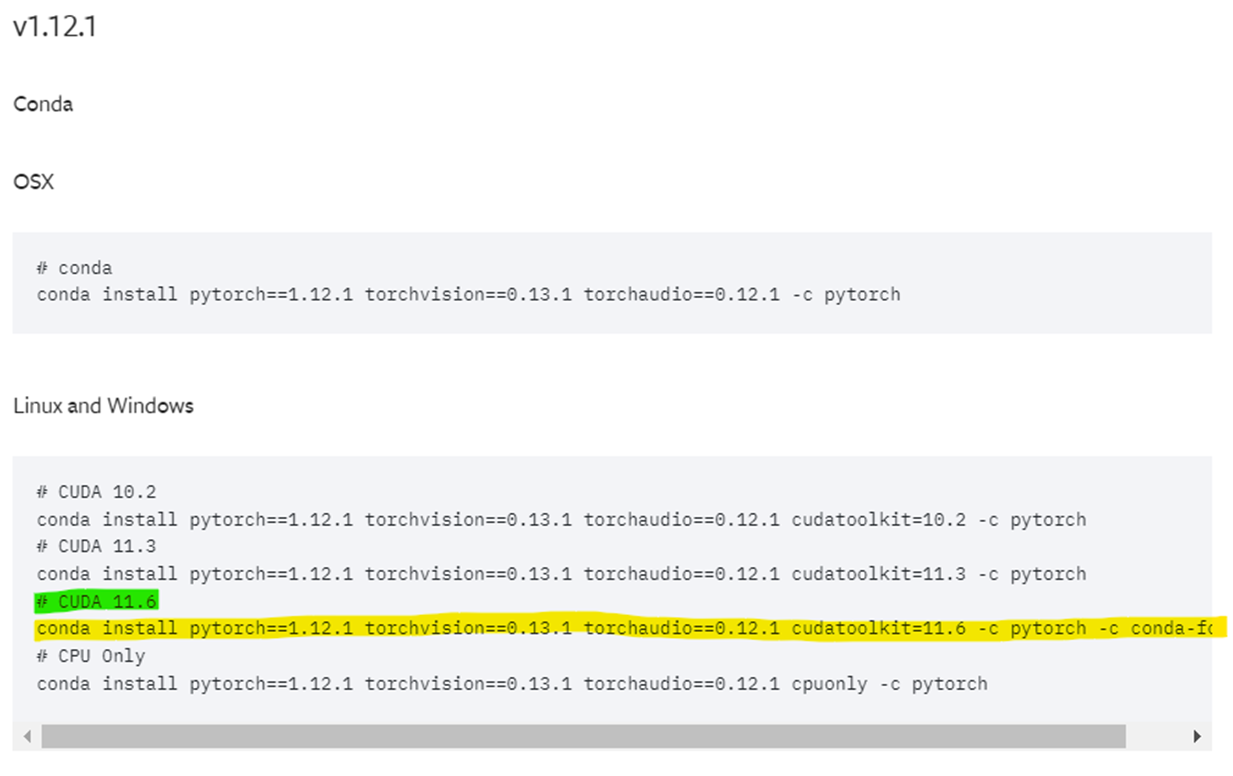 v1.12.1
Conda
OSX
# conda
conda install pytorch==1.12.1 torchvision==0.13.1 torchaudio==0.12.1 -c pytorch
Linux and Windows
# CUDA 10.2
conda install pytorch==1.12.1 torchvision==0.13.1 torchaudio==0.12.1 cudatoolkit=10.2 -c pytorch
# CUDA 11.3
conda install pytorch==1.12.1 torchvision==0.13.1 torchaudio==0.12.1 cudatoolkit=11.3 -c pytorch
# CUDA 11.6
conda install pytorch==1.12.1 torchvision==0.13.1 torchaudio==0.12.1 cudatoolkit=11.6 -c pytorch -c conda-fo
# CPU Only
conda install pytorch==1.12.1 torchvision==0.13.1 torchaudio==0.12.1 cpuonly -c pytorch